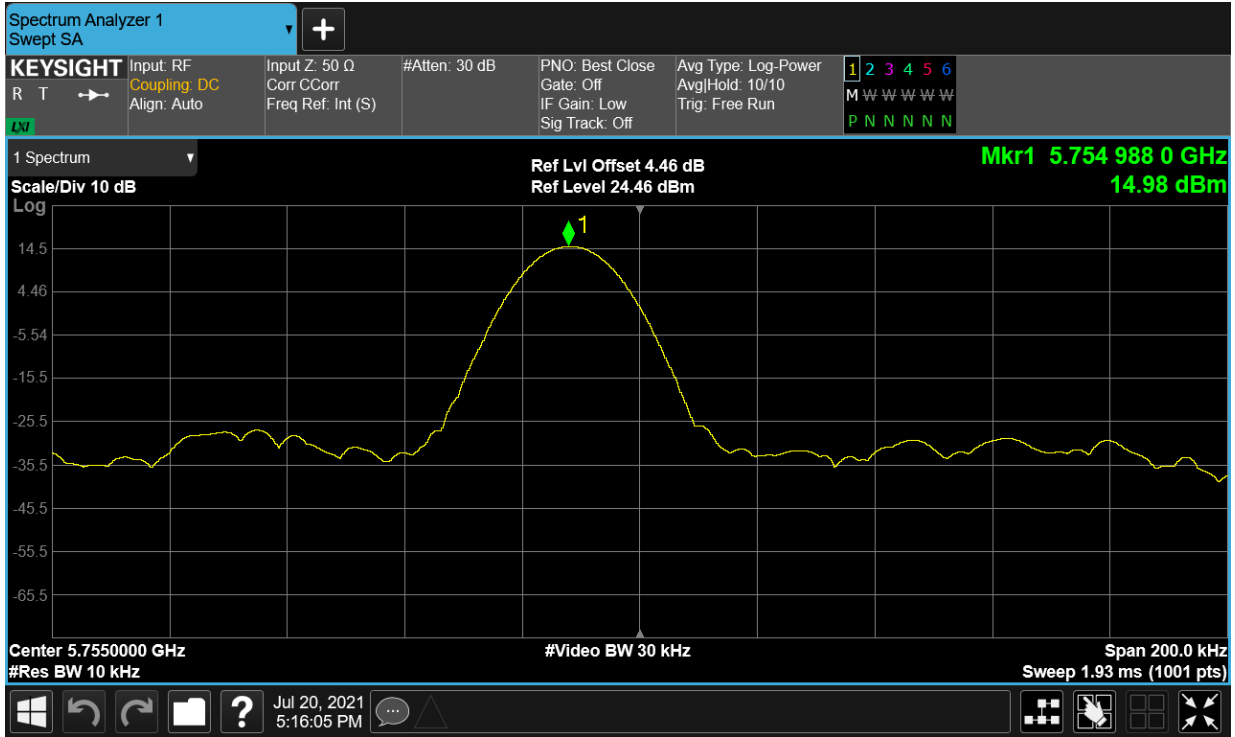 Spectrum Analyzer 1
Swept SA
KEYSIGHT
R T
LXI
Input: RF
Coupling: DC
Align: Auto
Input Z: 50 Ω
Corr CCorr
Freq Ref: Int (S)
#Atten: 30 dB
PNO: Best Close
Gate: Off
IF Gain: Low
Sig Track: Off
Avg Type: Log-Power
Avg|Hold: 10/10
Trig: Free Run
1 2 3 4 5 6
M W W W W W
P N N N N N
1 Spectrum
Scale/Div 10 dB
Log
Ref Lvl Offset 4.46 dB
Ref Level 24.46 dBm
Mkr1 5.754 988 0 GHz
14.98 dBm
1
14.5
4.46
-5.54
-15.5
-25.5
-35.5
-45.5
-55.5
-65.5
Center 5.7550000 GHz
#Res BW 10 kHz
#Video BW 30 kHz
Span 200.0 kHz
Sweep 1.93 ms (1001 pts)
?
Jul 20, 2021
5:16:05 PM